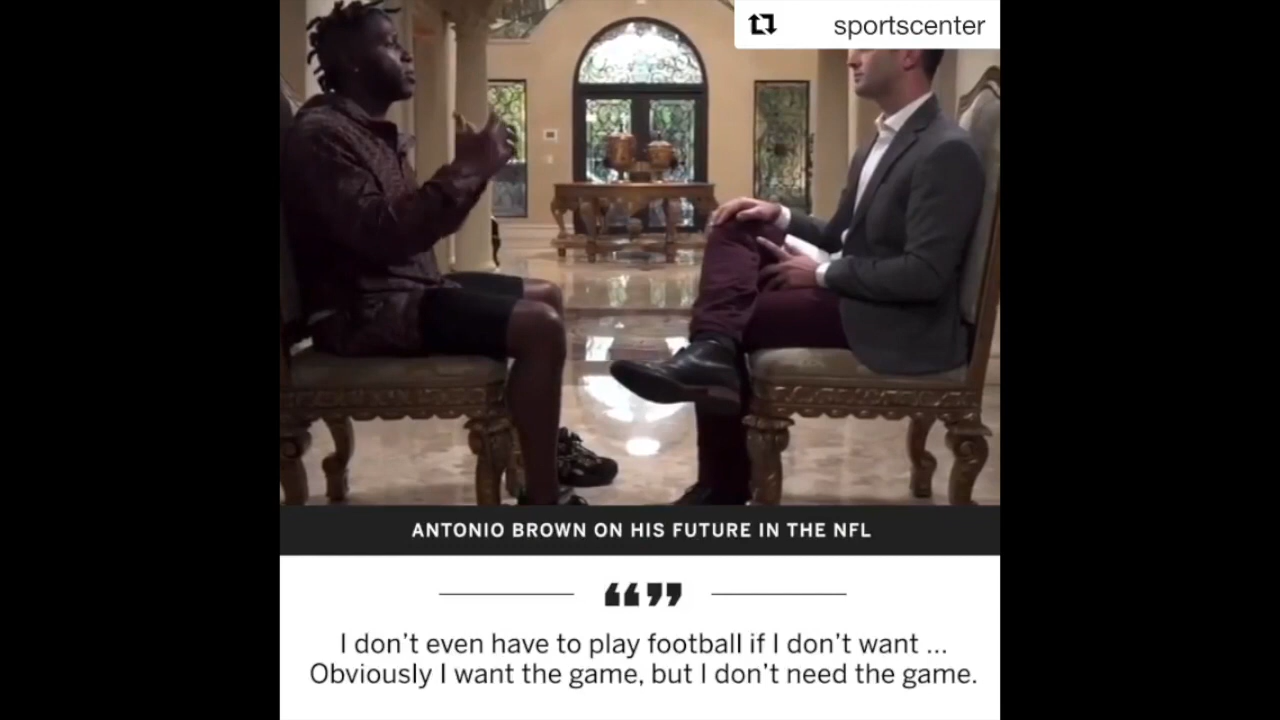 sportscenter
ANTONIO BROWN ON HIS FUTURE IN THE NFL
I don’t even have to play football if I don’t want ...
Obviously I want the game, but I don’t need the game.